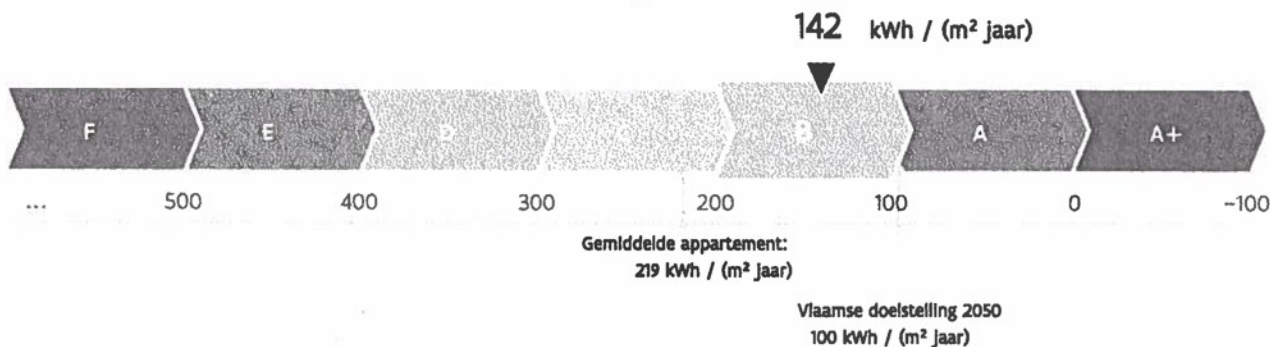 142 kWh / (m² jaar)
F E D C B A A+
... 500 400 300 200 100 0 -100
Gemiddelde appartement:
219 kWh / (m² jaar)
Vlaamse doelstelling 2050
100 kWh / (m² jaar)